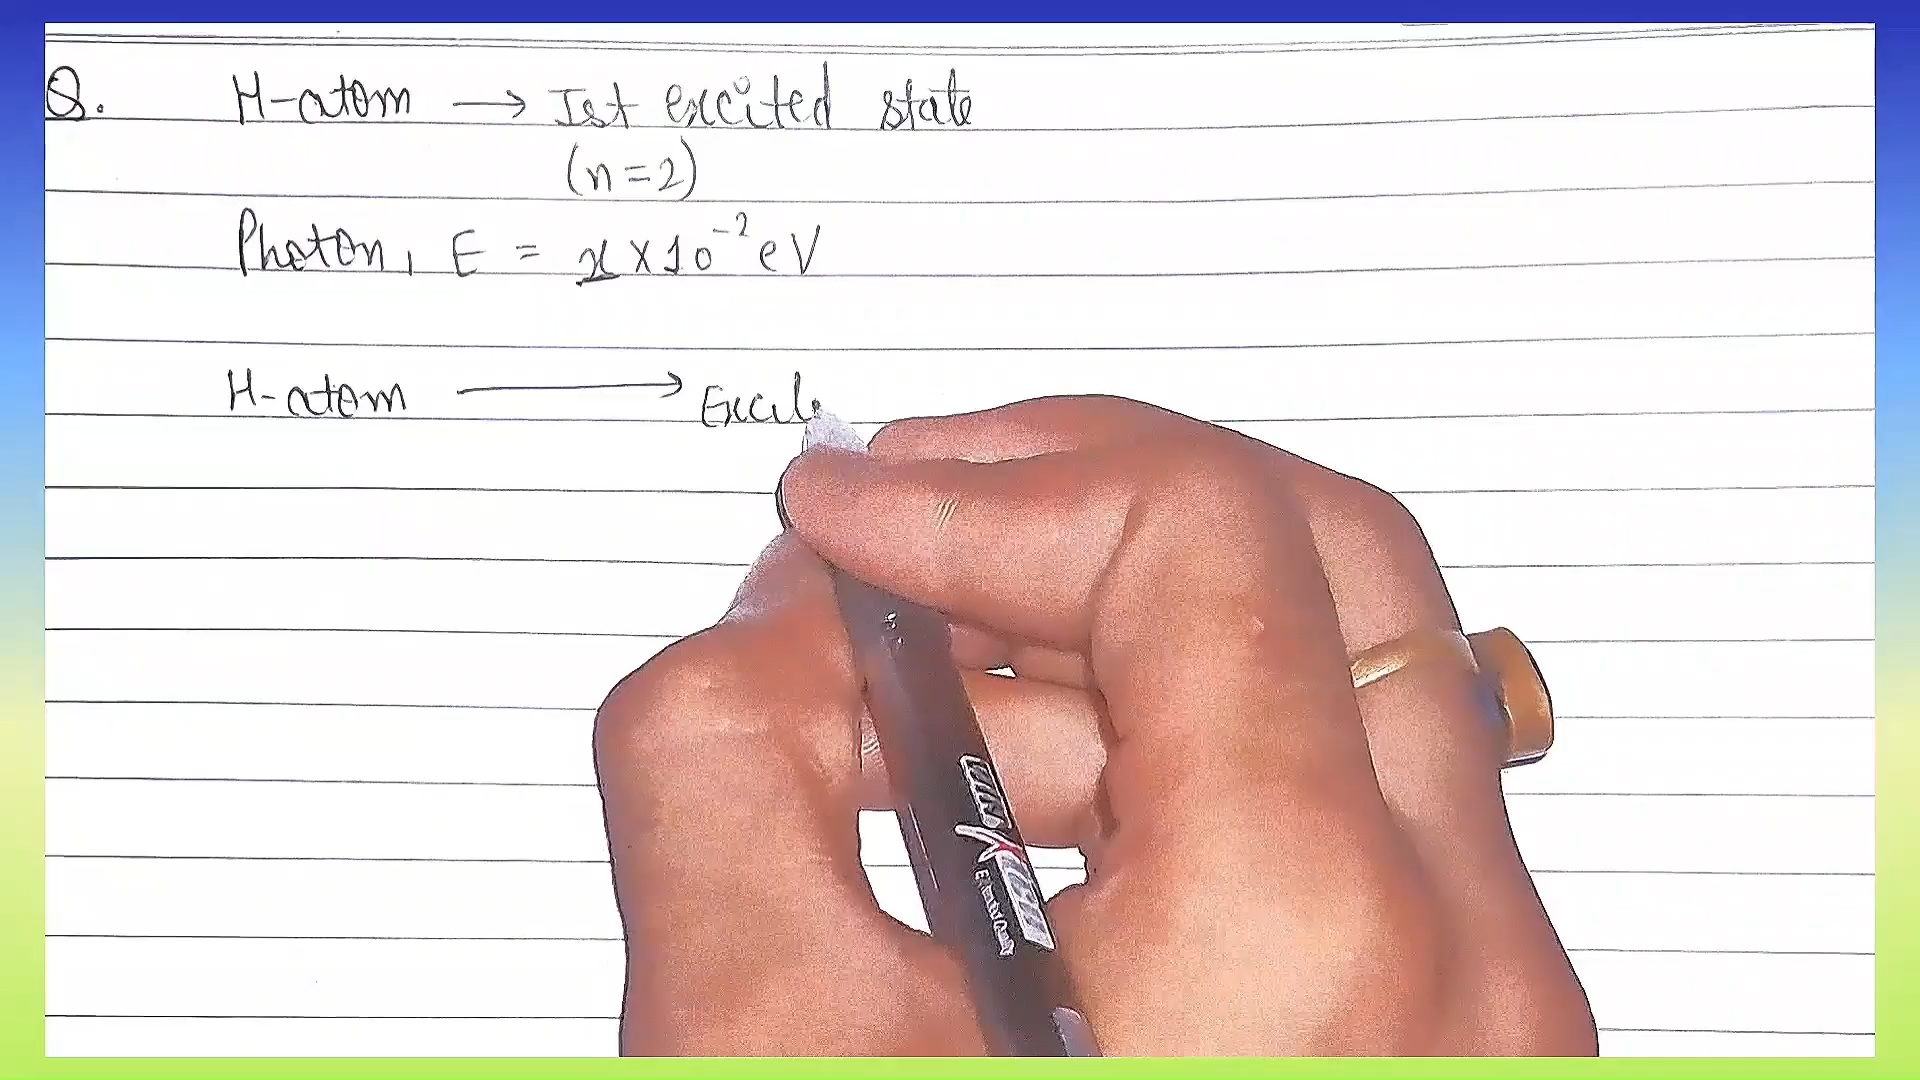 Q. H-atom → Ist excited state
(n=2)
Photon, E = x×10⁻² eV
H-atom → Excit